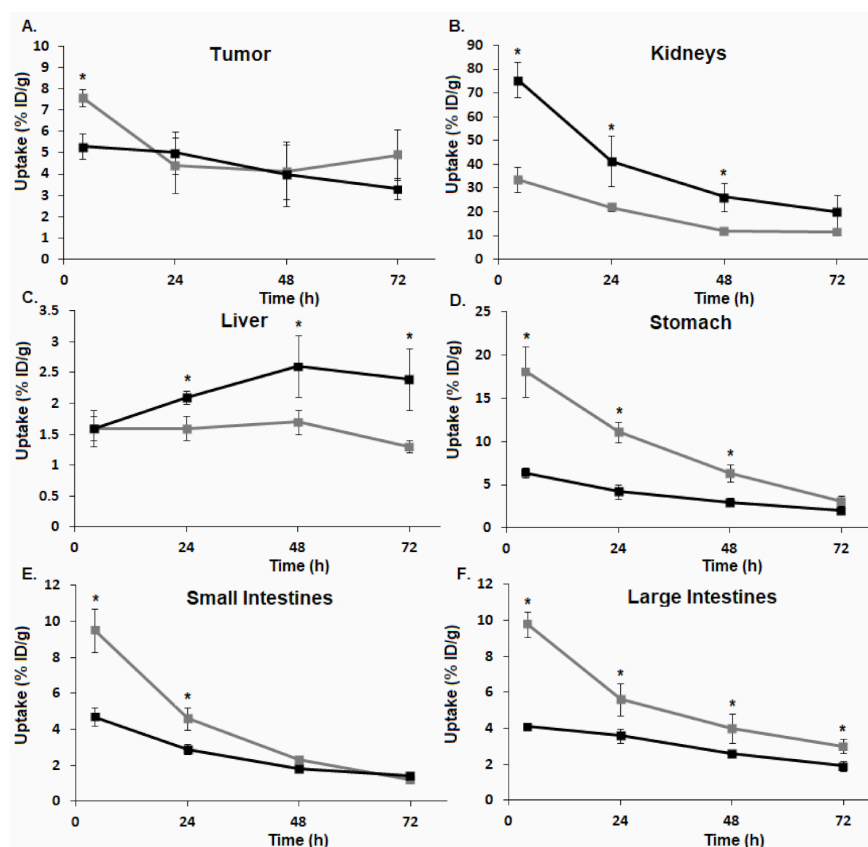 A.
Tumor
Uptake (% ID/g)
10
9
8
7
6
5
4
3
2
1
0
*
0 24 48 72
Time (h)
B.
Kidneys
Uptake (% ID/g)
90
80
70
60
50
40
30
20
10
0
* * *
0 24 48 72
Time (h)
C.
Liver
Uptake (% ID/g)
3.5
3
2.5
2
1.5
1
0.5
0
* * *
0 24 48 72
Time (h)
D.
Stomach
Uptake (% ID/g)
25
20
15
10
5
0
* * *
0 24 48 72
Time (h)
E.
Small Intestines
Uptake (% ID/g)
12
10
8
6
4
2
0
* *
0 24 48 72
Time (h)
F.
Large Intestines
Uptake (% ID/g)
12
10
8
6
4
2
0
* * * *
0 24 48 72
Time (h)